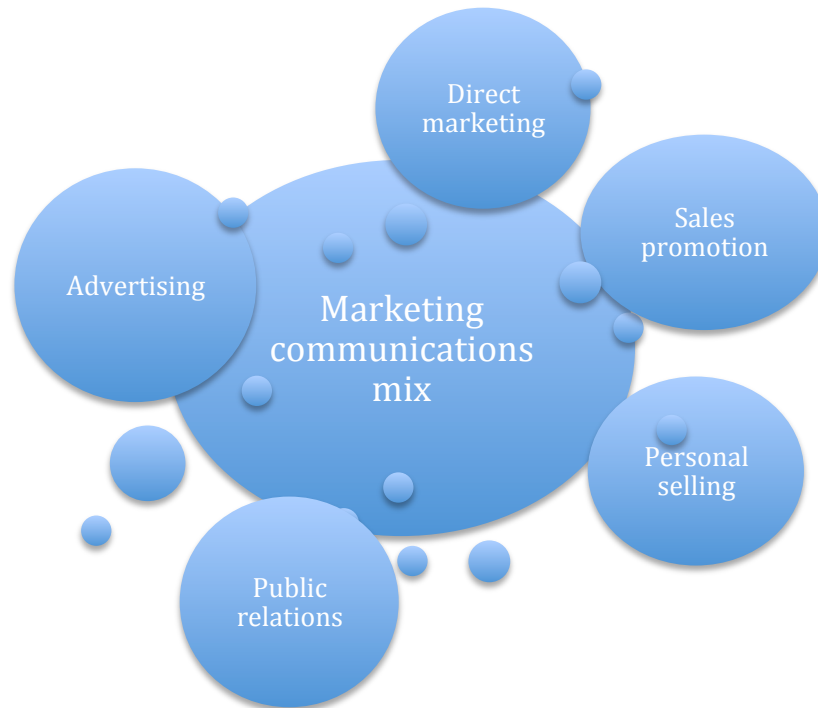 Direct
marketing
Sales
promotion
Advertising
Marketing
communications
mix
Personal
selling
Public
relations